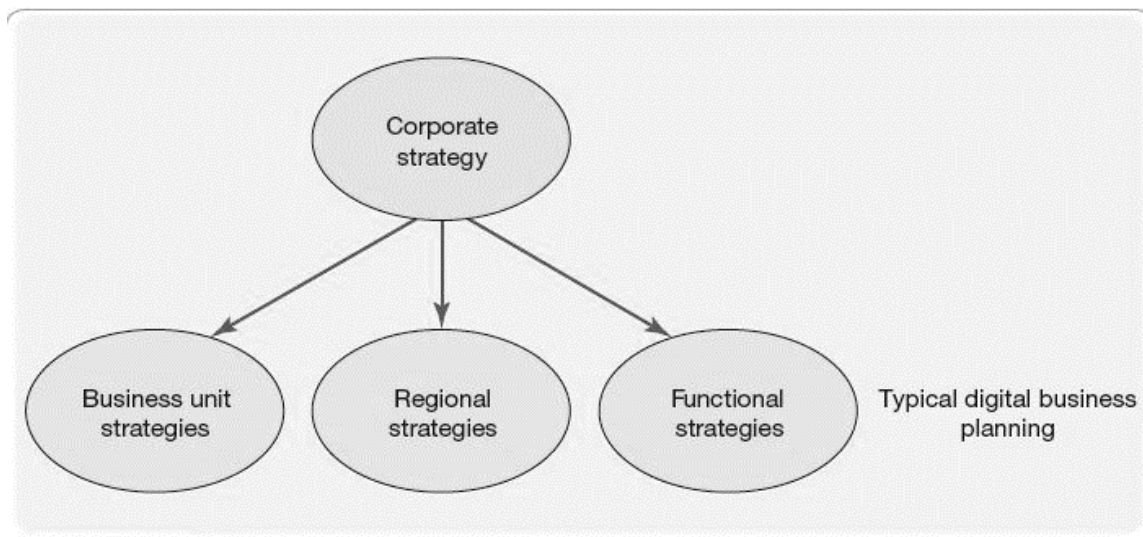 Corporate
strategy
Business unit
strategies
Regional
strategies
Functional
strategies
Typical digital business
planning